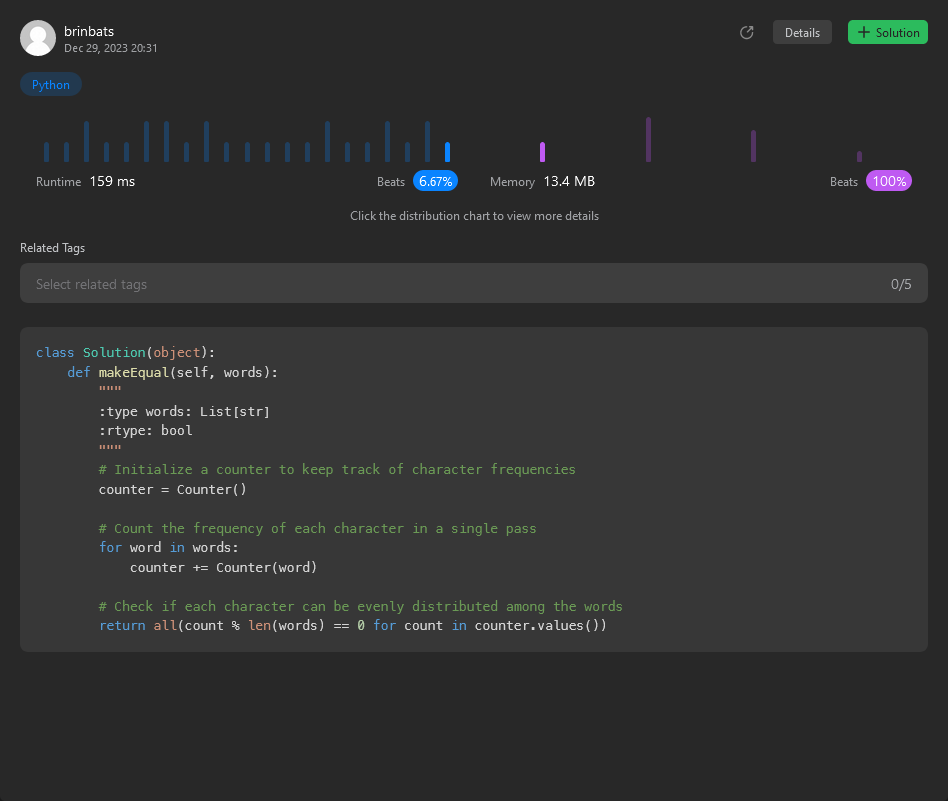 brinbats
Dec 29, 2023 20:31
Details
Solution
Python
Runtime 159 ms
Beats 6.67%
Memory 13.4 MB
Beats 100%
Click the distribution chart to view more details
Related Tags
Select related tags
0/5
class Solution(object):
    def makeEqual(self, words):
        """
        :type words: List[str]
        :rtype: bool
        """
        # Initialize a counter to keep track of character frequencies
        counter = Counter()
        # Count the frequency of each character in a single pass
        for word in words:
            counter += Counter(word)
        # Check if each character can be evenly distributed among the words
        return all(count % len(words) == 0 for count in counter.values())